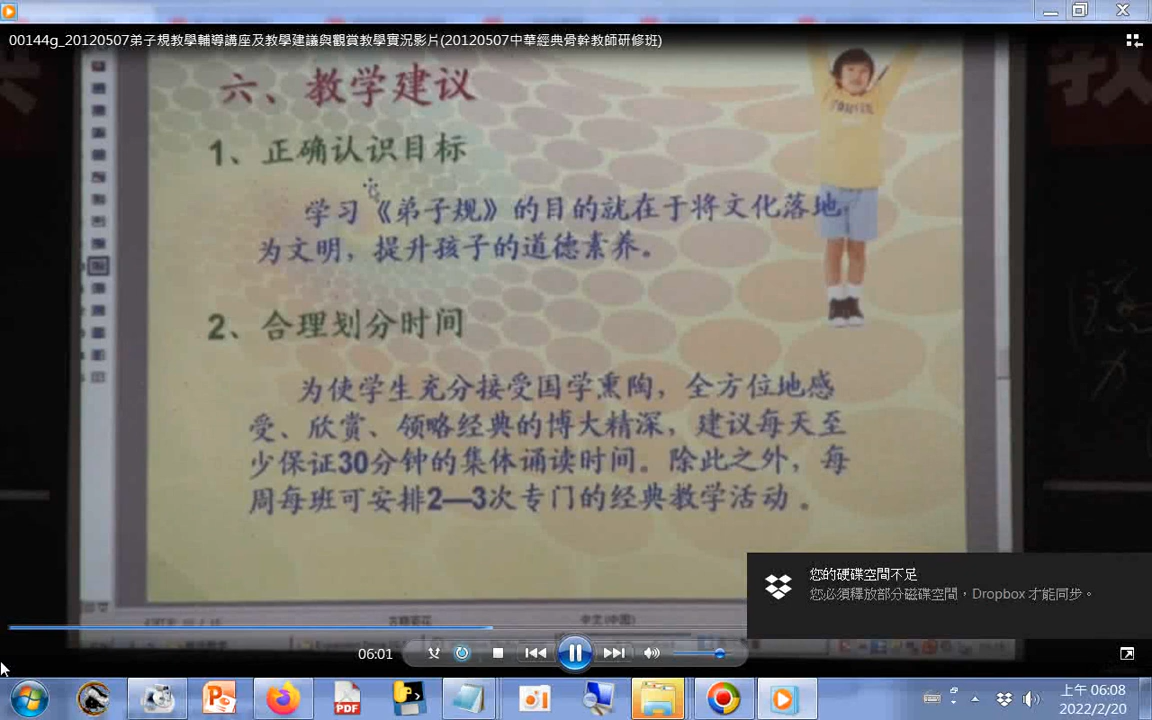 00144g_20120507弟子規教學輔導講座及教學建議與觀賞教學實況影片(20120507中華經典骨幹教師研修班)
六、教学建议
1、正确认识目标
学习《弟子规》的目的就在于将文化落地
为文明，提升孩子的道德素养。
2、合理划分时间
为使学生充分接受国学熏陶，全方位地感
受、欣赏、领略经典的博大精深，建议每天至
少保证30分钟的集体诵读时间。除此之外，每
周每班可安排2—3次专门的经典教学活动。
您的硬碟空間不足
您必須釋放部分磁碟空間，Dropbox 才能同步。
中文(中国)
06:01
PDF
上午 06:08
2022/2/20